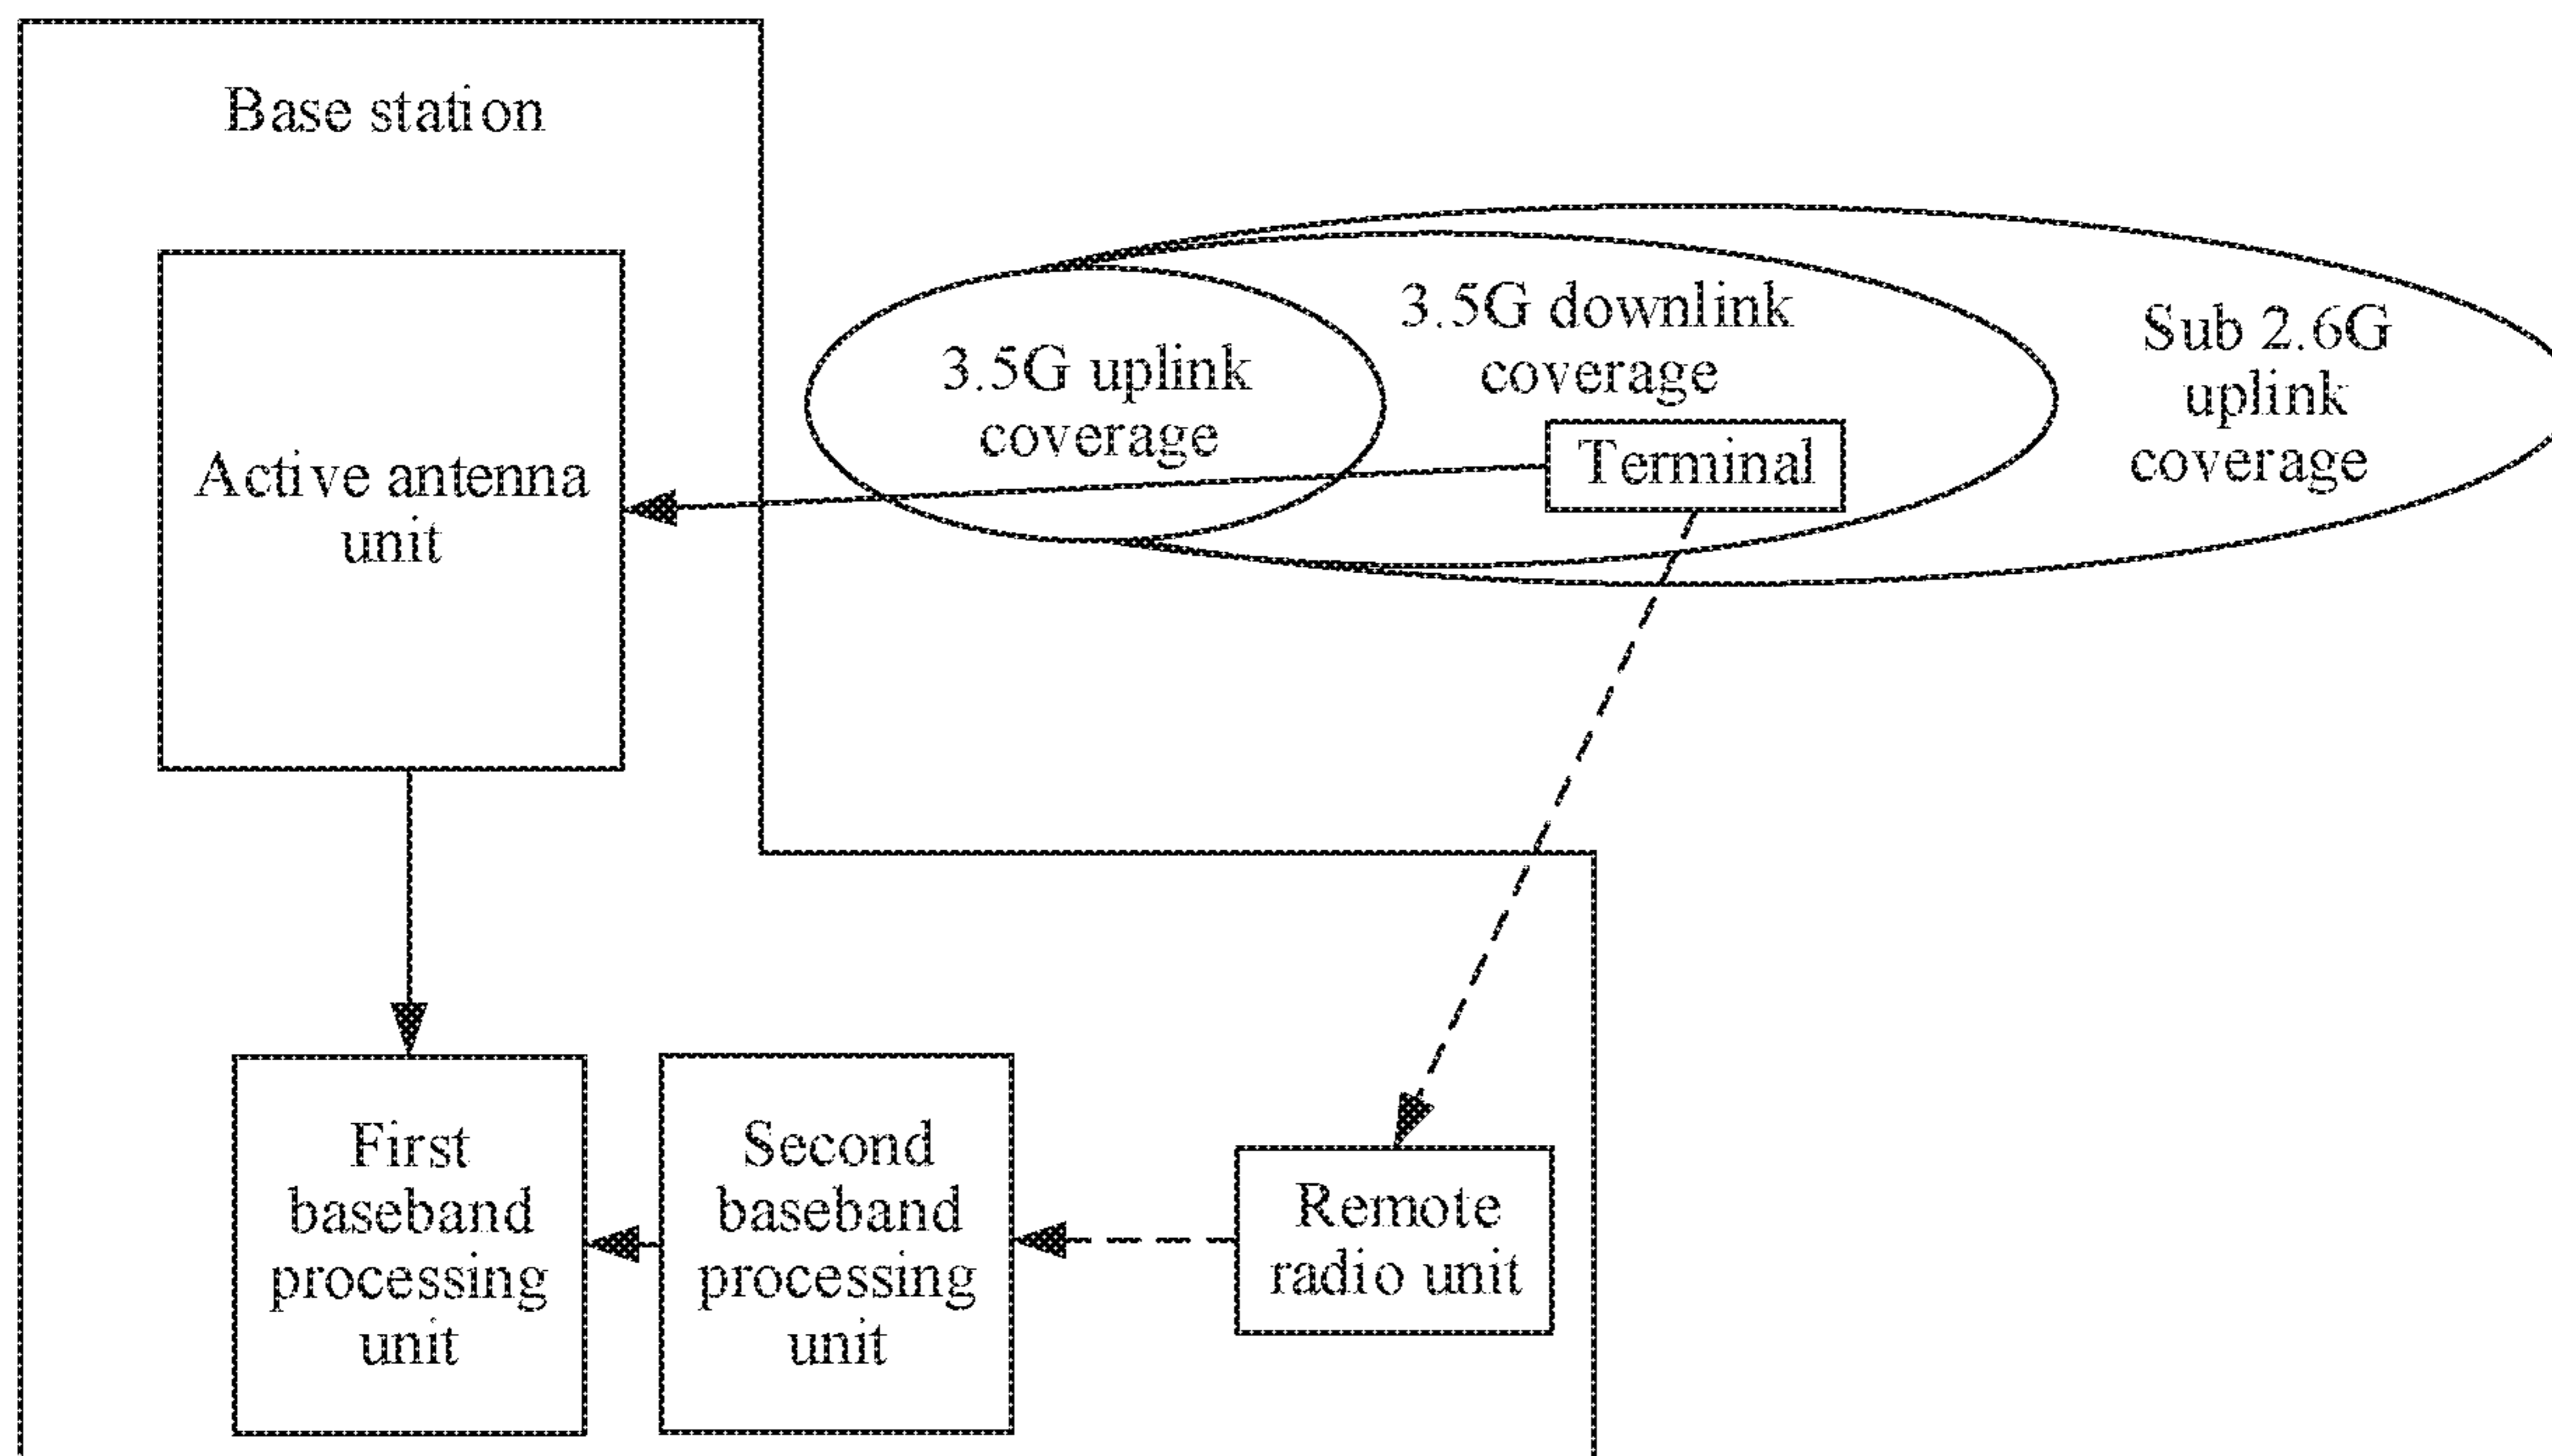 Base station
Active antenna
unit
3.5G uplink
coverage
3.5G downlink
coverage
Terminal
Sub 2.6G
uplink
coverage
First
baseband
processing
unit
Second
baseband
processing
unit
Remote
radio unit